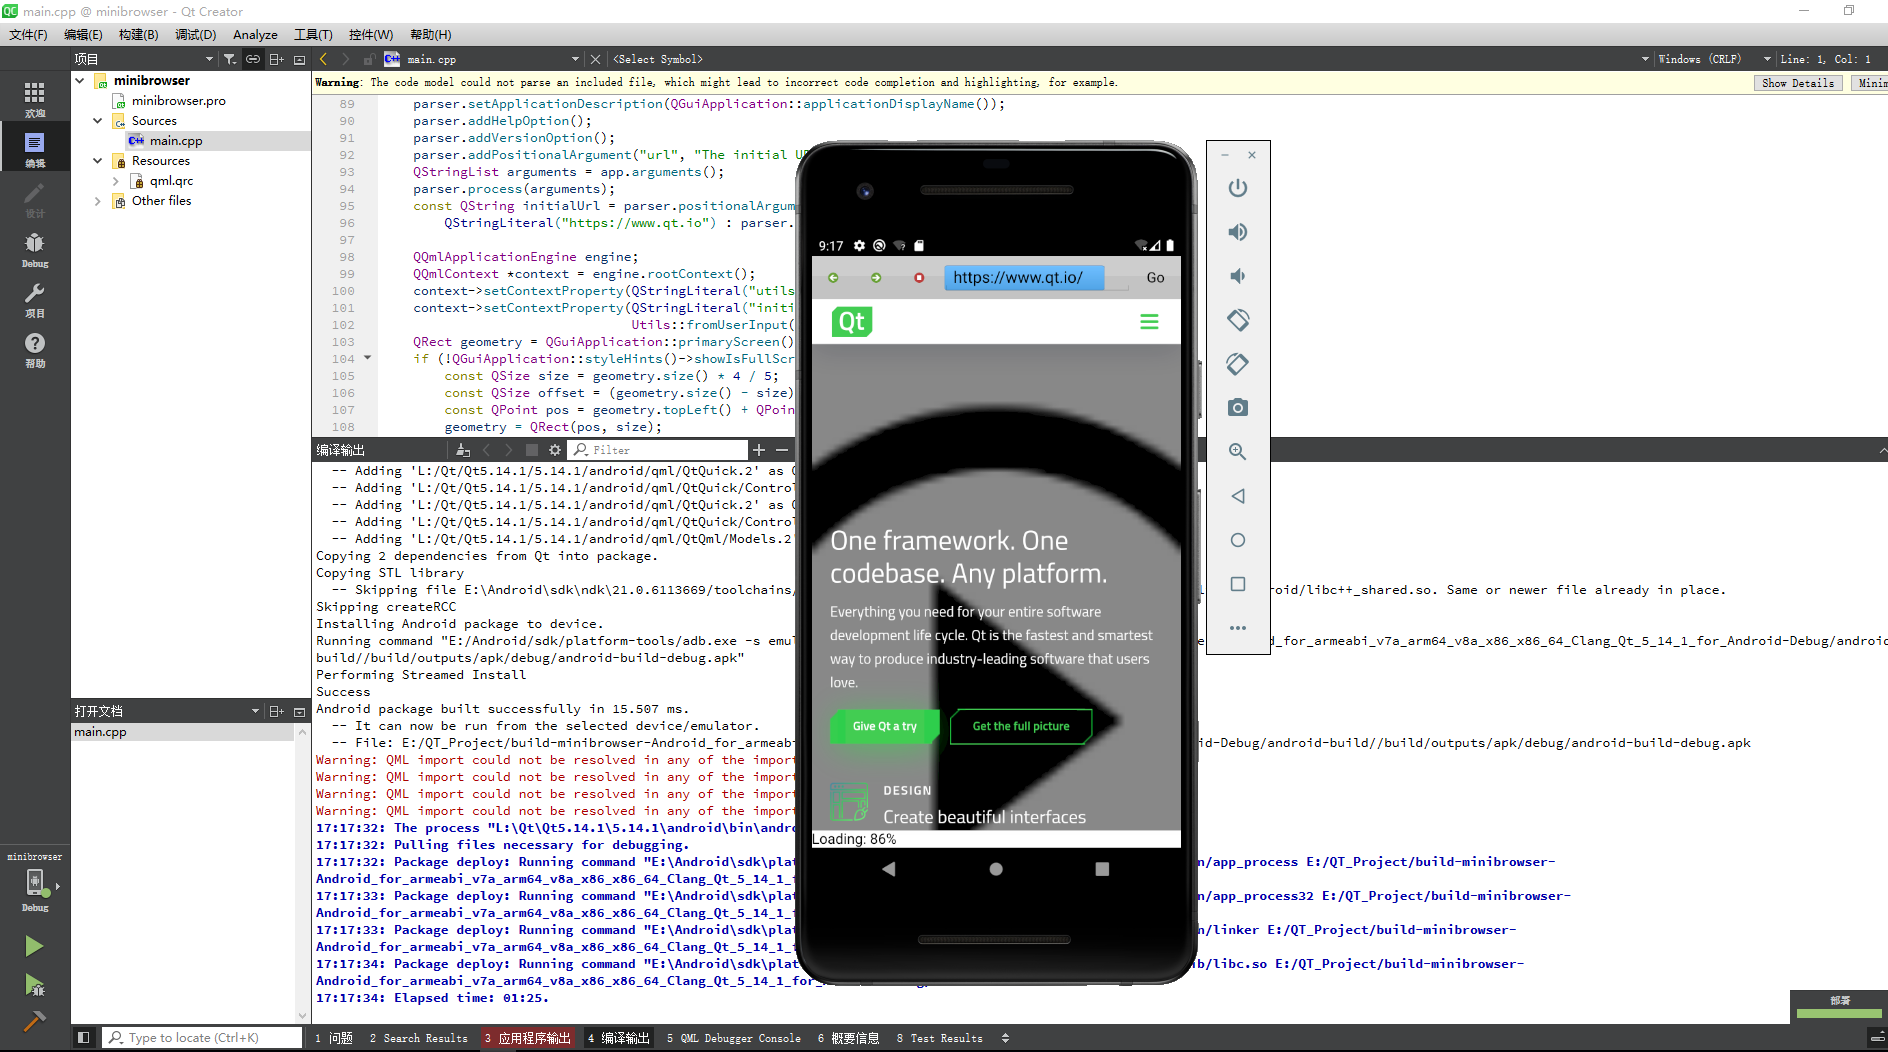 main.cpp @ minibrowser - Qt Creator
文件(F) 编辑(E) 构建(B) 调试(D) Analyze 工具(T) 控件(W) 帮助(H)
项目
main.cpp
<Select Symbol>
Windows (CRLF)
Line: 1, Col: 1
Warning: The code model could not parse an included file, which might lead to incorrect code completion and highlighting, for example.
Show Details
Minim
欢迎
编辑
设计
Debug
项目
帮助
minibrowser
minibrowser.pro
Sources
main.cpp
Resources
qml.qrc
Other files
89 parser.setApplicationDescription(QGuiApplication::applicationDisplayName());
90 parser.addHelpOption();
91 parser.addVersionOption();
92 parser.addPositionalArgument("url", "The initial U
93 QStringList arguments = app.arguments();
94 parser.process(arguments);
95 const QString initialUrl = parser.positionalArgum
96 QStringLiteral("https://www.qt.io") : parser.
97
98 QQmlApplicationEngine engine;
99 QQmlContext *context = engine.rootContext();
100 context->setContextProperty(QStringLiteral("utils
101 context->setContextProperty(QStringLiteral("initi
102 Utils::fromUserInput(
103 QRect geometry = QGuiApplication::primaryScreen()
104 if (!QGuiApplication::styleHints()->showIsFullScr
105 const QSize size = geometry.size() * 4 / 5;
106 const QSize offset = (geometry.size() - size)
107 const QPoint pos = geometry.topLeft() + QPoin
108 geometry = QRect(pos, size);
编译输出
Filter
-- Adding 'L:/Qt/Qt5.14.1/5.14.1/android/qml/QtQuick.2' as
-- Adding 'L:/Qt/Qt5.14.1/5.14.1/android/qml/QtQuick/Control
-- Adding 'L:/Qt/Qt5.14.1/5.14.1/android/qml/QtQuick.2' as
-- Adding 'L:/Qt/Qt5.14.1/5.14.1/android/qml/QtQuick/Control
-- Adding 'L:/Qt/Qt5.14.1/5.14.1/android/qml/QtQml/Models.2'
Copying 2 dependencies from Qt into package.
Copying STL library
-- Skipping file E:\Android\sdk\ndk\21.0.6113669/toolchains/ roid/libc++_shared.so. Same or newer file already in place.
Skipping createRCC
Installing Android package to device.
Running command "E:/Android/sdk/platform-tools/adb.exe -s emul d_for_armeabi_v7a_arm64_v8a_x86_x86_64_Clang_Qt_5_14_1_for_Android-Debug/android
build//build/outputs/apk/debug/android-build-debug.apk"
Performing Streamed Install
Success
Android package built successfully in 15.507 ms.
-- It can now be run from the selected device/emulator.
-- File: E:/QT_Project/build-minibrowser-Android_for_armeabi id-Debug/android-build//build/outputs/apk/debug/android-build-debug.apk
Warning: QML import could not be resolved in any of the import
Warning: QML import could not be resolved in any of the import
Warning: QML import could not be resolved in any of the import
Warning: QML import could not be resolved in any of the import
17:17:32: The process "L:\Qt\Qt5.14.1\5.14.1\android\bin\andro
17:17:32: Pulling files necessary for debugging.
17:17:32: Package deploy: Running command "E:\Android\sdk\plat n/app_process E:/QT_Project/build-minibrowser-
Android_for_armeabi_v7a_arm64_v8a_x86_x86_64_Clang_Qt_5_14_1_f
17:17:33: Package deploy: Running command "E:\Android\sdk\plat n/app_process32 E:/QT_Project/build-minibrowser-
Android_for_armeabi_v7a_arm64_v8a_x86_x86_64_Clang_Qt_5_14_1_f
17:17:33: Package deploy: Running command "E:\Android\sdk\plat n/linker E:/QT_Project/build-minibrowser-
Android_for_armeabi_v7a_arm64_v8a_x86_x86_64_Clang_Qt_5_14_1_f
17:17:34: Package deploy: Running command "E:\Android\sdk\plat ib/libc.so E:/QT_Project/build-minibrowser-
Android_for_armeabi_v7a_arm64_v8a_x86_x86_64_Clang_Qt_5_14_1_for_
17:17:34: Elapsed time: 01:25.
9:17
https://www.qt.io/
Go
Qt
One framework. One
codebase. Any platform.
Everything you need for your entire software
development life cycle. Qt is the fastest and smartest
way to produce industry-leading software that users
love.
Give Qt a try
Get the full picture
DESIGN
Create beautiful interfaces
Loading: 86%
打开文档
main.cpp
minibrowser
Debug
Type to locate (Ctrl+K)
1 问题 2 Search Results 3 应用程序输出 4 编译输出 5 QML Debugger Console 6 概要信息 8 Test Results
部署